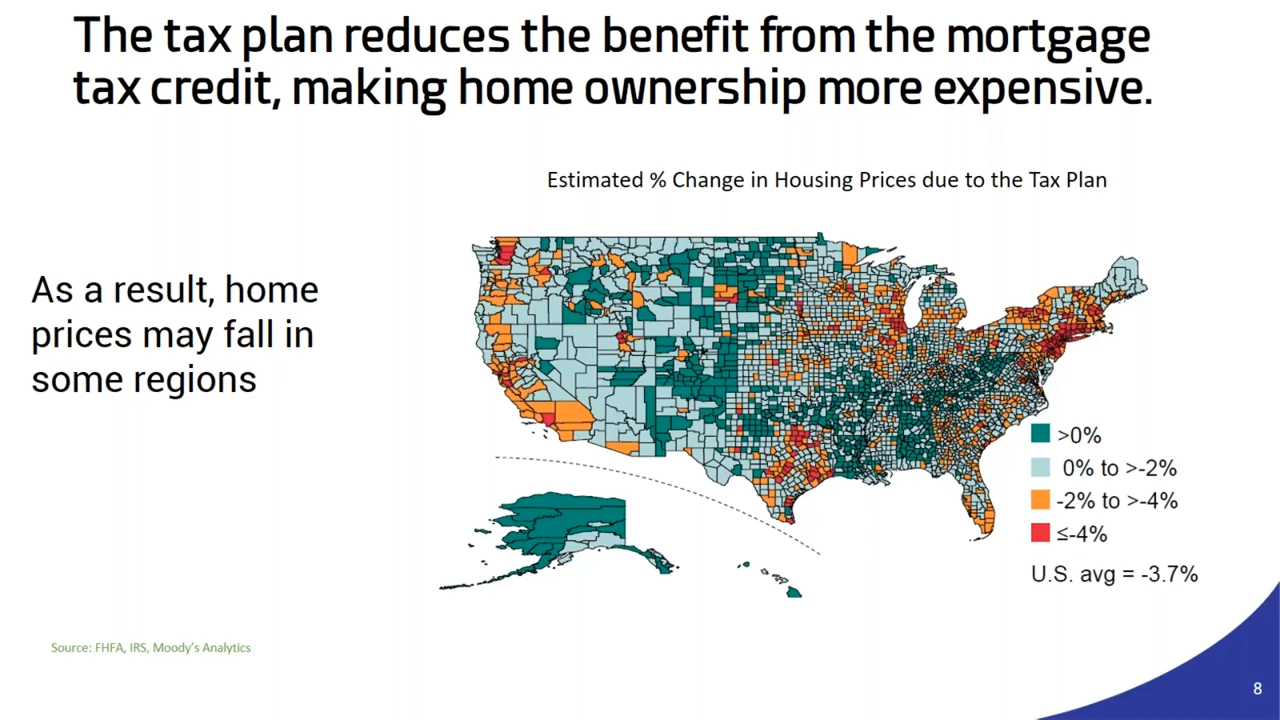 The tax plan reduces the benefit from the mortgage
tax credit, making home ownership more expensive.
Estimated % Change in Housing Prices due to the Tax Plan
As a result, home
prices may fall in
some regions
>0%
0% to >-2%
-2% to >-4%
≤-4%
U.S. avg = -3.7%
Source: FHFA, IRS, Moody's Analytics
8